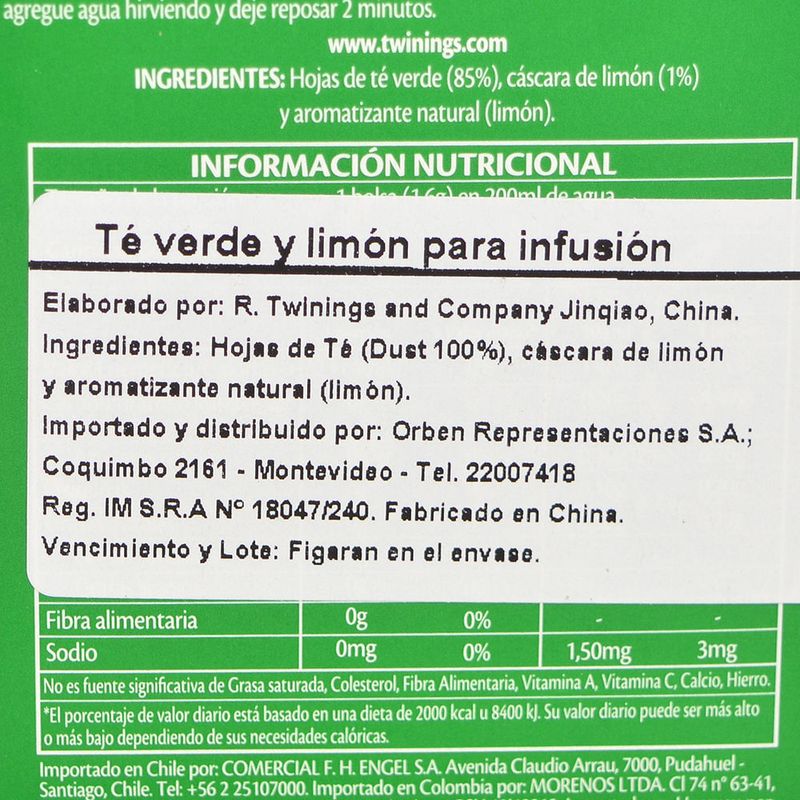 agregue agua hirviendo y deje reposar 2 minutos.
www.twinings.com
INGREDIENTES: Hojas de té verde (85%), cáscara de limón (1%)
y aromatizante natural (limón).
INFORMACIÓN NUTRICIONAL
1 bolsa (1.6g) en 200ml de agua
Té verde y limón para infusión
Elaborado por: R. Twinings and Company Jinqiao, China.
Ingredientes: Hojas de Té (Dust 100%), cáscara de limón
y aromatizante natural (limón).
Importado y distribuido por: Orben Representaciones S.A.;
Coquimbo 2161 - Montevideo - Tel. 22007418
Reg. IM S.R.A Nº 18047/240. Fabricado en China.
Vencimiento y Lote: Figaran en el envase.
Fibra alimentaria 0g 0% - -
Sodio 0mg 0% 1,50mg 3mg
No es fuente significativa de Grasa saturada, Colesterol, Fibra Alimentaria, Vitamina A, Vitamina C, Calcio, Hierro.
*El porcentaje de valor diario está basado en una dieta de 2000 kcal u 8400 kJ. Su valor diario puede ser más alto
o más bajo dependiendo de sus necesidades calóricas.
Importado en Chile por: COMERCIAL F. H. ENGEL S.A. Avenida Claudio Arrau, 7000, Pudahuel -
Santiago, Chile. Tel: +56 2 25107000. Importado en Colombia por: MORENOS LTDA. Cl 74 n° 63-41,